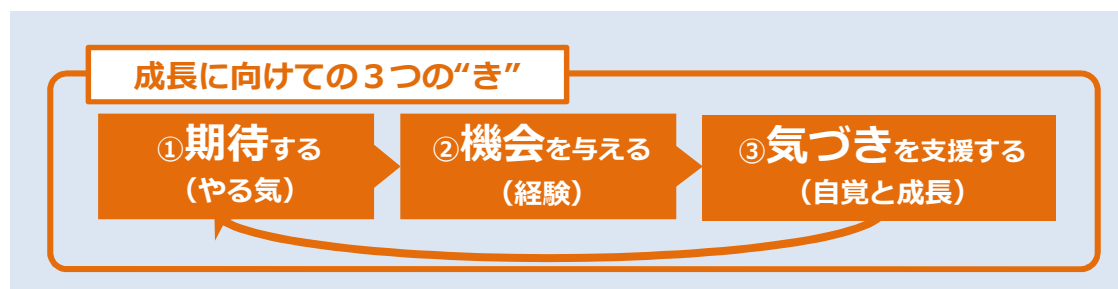 成長に向けての３つの“き”
①期待する
（やる気）
②機会を与える
（経験）
③気づきを支援する
（自覚と成長）